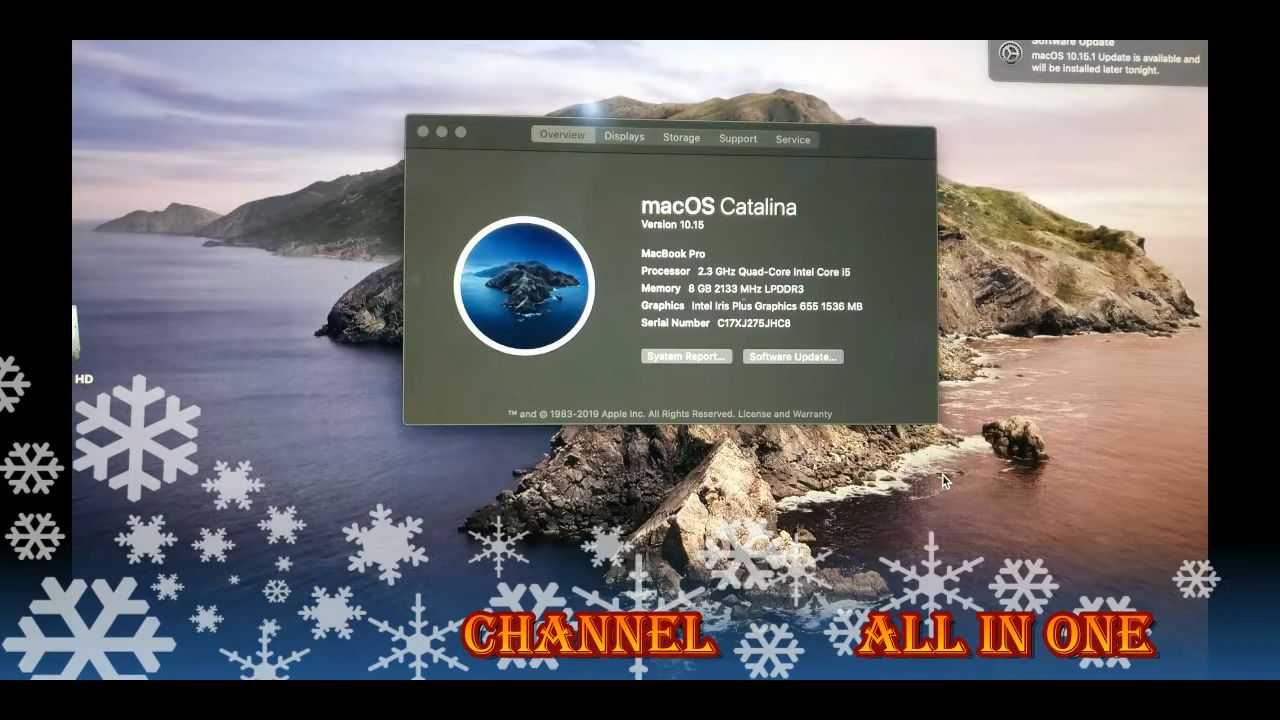 Software Update
macOS 10.15.1 Update is available and
will be installed later tonight.
Overview Displays Storage Support Service
macOS Catalina
Version 10.15
MacBook Pro
Processor 2.3 GHz Quad-Core Intel Core i5
Memory 8 GB 2133 MHz LPDDR3
Graphics Intel Iris Plus Graphics 655 1536 MB
Serial Number C17XJ275JHC8
System Report... Software Update...
™ and © 1983-2019 Apple Inc. All Rights Reserved. License and Warranty
HD
CHANNEL ALL IN ONE